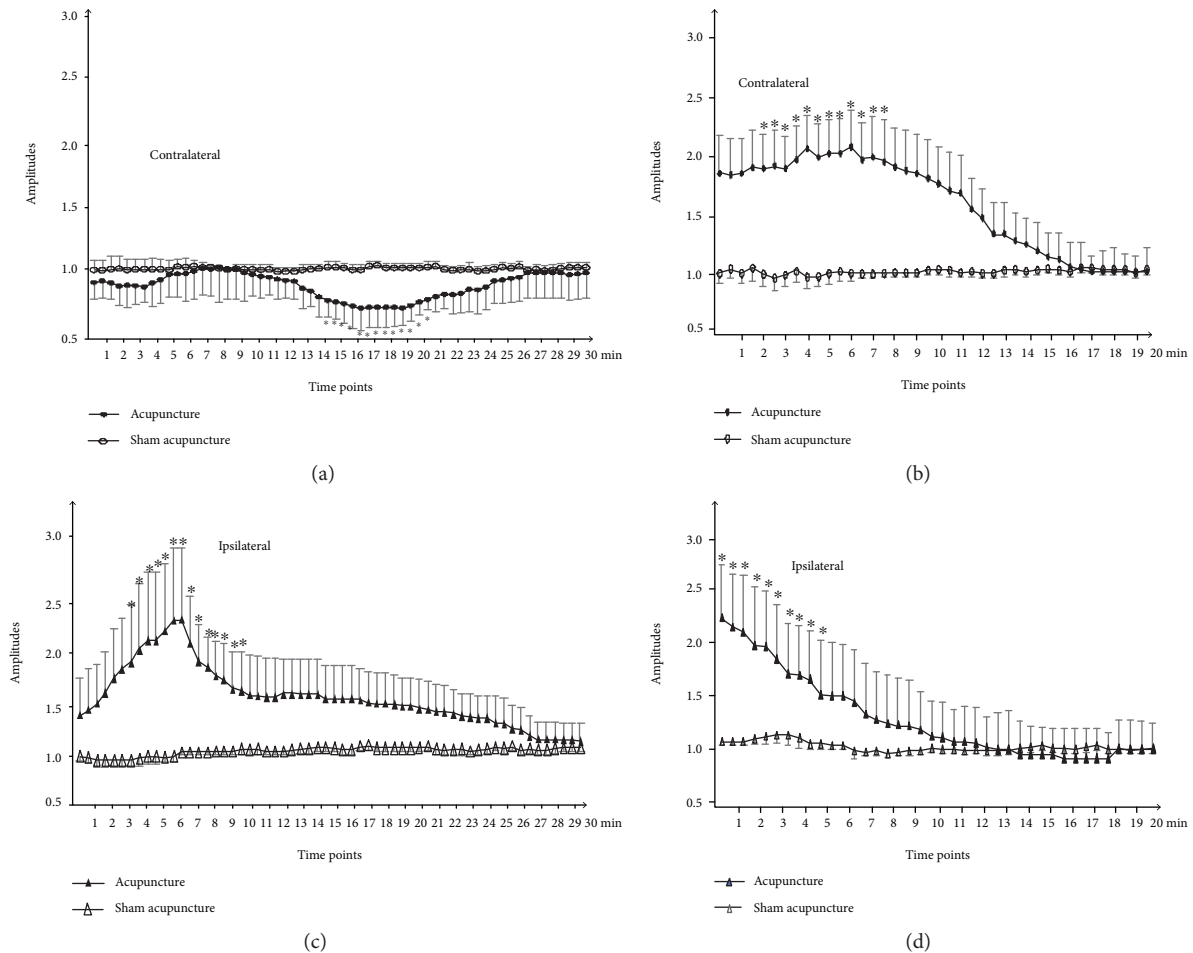 3.0
2.5
2.0
1.5
1.0
0.5
Amplitudes
Contralateral
* * * * * * * * * * * * *
1 2 3 4 5 6 7 8 9 10 11 12 13 14 15 16 17 18 19 20 21 22 23 24 25 26 27 28 29 30 min
Time points
Acupuncture
Sham acupuncture
(a)
3.0
2.5
2.0
1.5
1.0
0.5
Amplitudes
Contralateral
* * * * * * * * * * * *
1 2 3 4 5 6 7 8 9 10 11 12 13 14 15 16 17 18 19 20 min
Time points
Acupuncture
Sham acupuncture
(b)
3.0
2.5
2.0
1.5
1.0
0.5
Amplitudes
Ipsilateral
* * * * * * * * * * * * * *
1 2 3 4 5 6 7 8 9 10 11 12 13 14 15 16 17 18 19 20 21 22 23 24 25 26 27 28 29 30 min
Time points
Acupuncture
Sham acupuncture
(c)
3.0
2.5
2.0
1.5
1.0
0.5
Amplitudes
Ipsilateral
* * * * * * * * * *
1 2 3 4 5 6 7 8 9 10 11 12 13 14 15 16 17 18 19 20 min
Time points
Acupuncture
Sham acupuncture
(d)